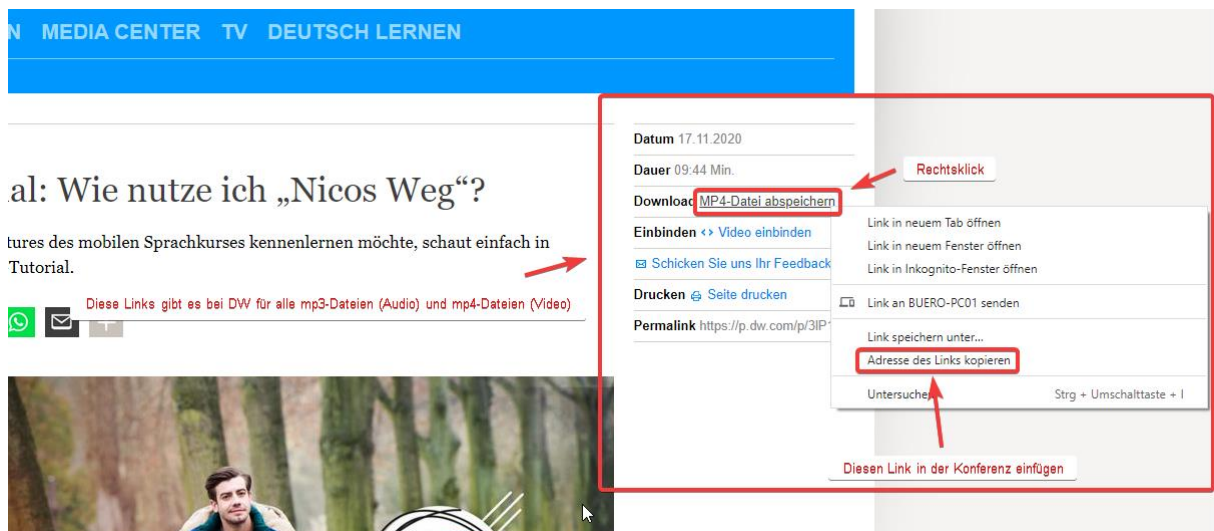 N MEDIA CENTER TV DEUTSCH LERNEN
al: Wie nutze ich „Nicos Weg“?
tures des mobilen Sprachkurses kennenlernen möchte, schaut einfach in
Tutorial.
Diese Links gibt es bei DW für alle mp3-Dateien (Audio) und mp4-Dateien (Video)
Datum 17.11.2020
Dauer 09:44 Min.
Download MP4-Datei abspeichern
Einbinden <> Video einbinden
Schicken Sie uns Ihr Feedback
Drucken Seite drucken
Permalink https://p.dw.com/p/3IP
Rechtsklick
Link in neuem Tab öffnen
Link in neuem Fenster öffnen
Link in Inkognito-Fenster öffnen
Link an BUERO-PC01 senden
Link speichern unter...
Adresse des Links kopieren
Untersuchen Strg + Umschalttaste + I
Diesen Link in der Konferenz einfügen